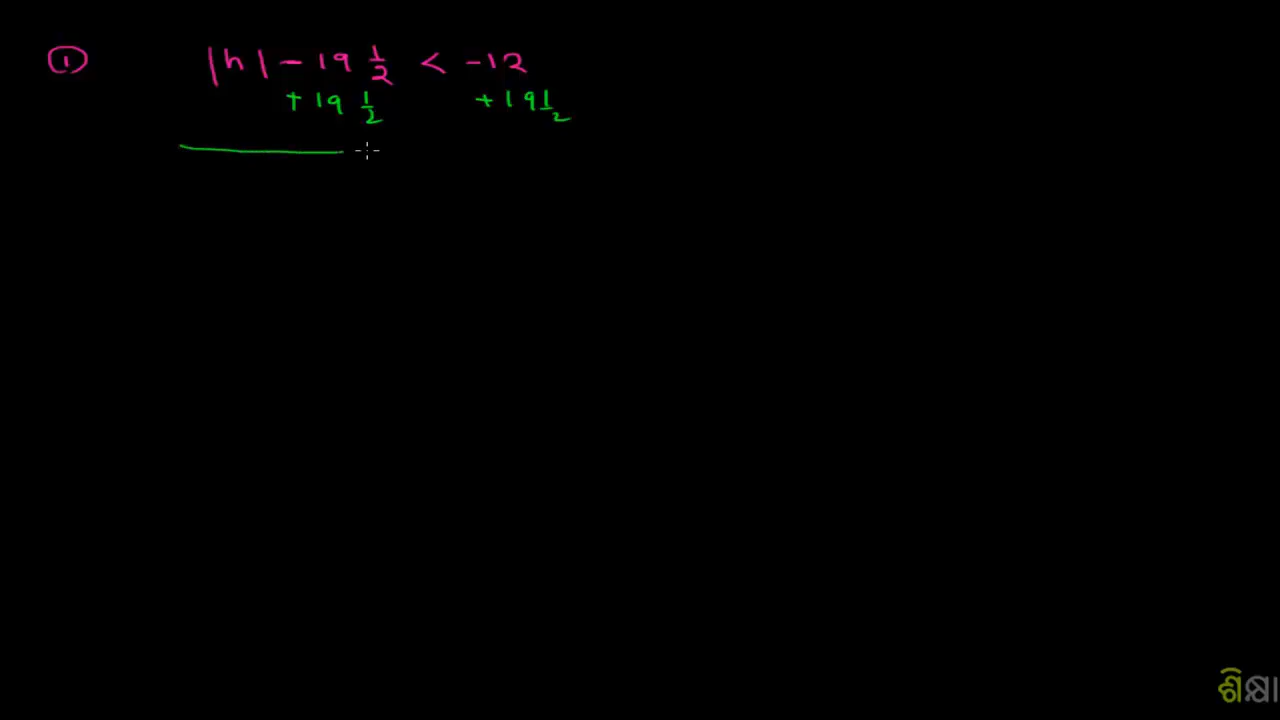 ① |h| - 19 1/2 < -12
+ 19 1/2 + 19 1/2
ଶିକ୍ଷା